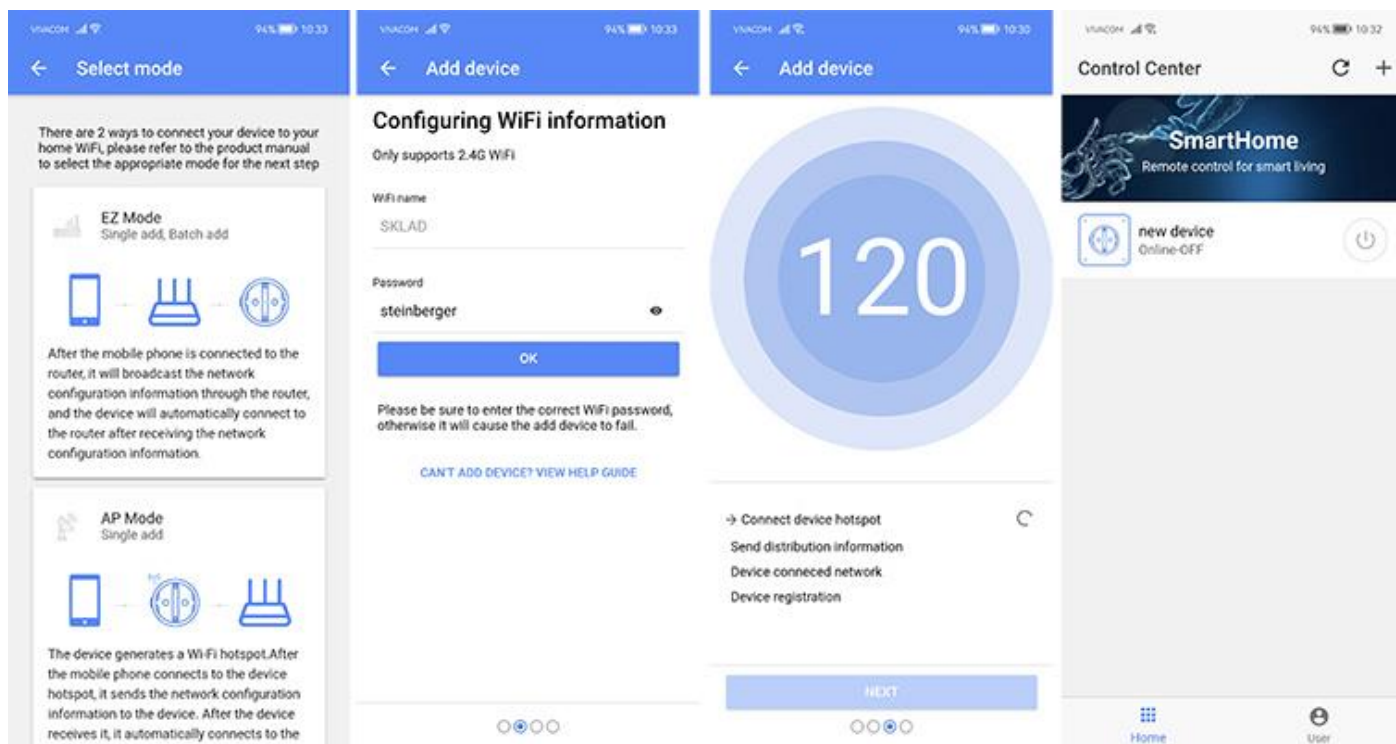 VIVACOM
94% 10:33
Select mode
There are 2 ways to connect your device to your
home WiFi, please refer to the product manual
to select the appropriate mode for the next step
EZ Mode
Single add, Batch add
After the mobile phone is connected to the
router, it will broadcast the network
configuration information through the router,
and the device will automatically connect to
the router after receiving the network
configuration information.
AP Mode
Single add
The device generates a Wi-Fi hotspot.After
the mobile phone connects to the device
hotspot, it sends the network configuration
information to the device. After the device
receives it, it automatically connects to the
VIVACOM
94% 10:33
Add device
Configuring WiFi information
Only supports 2.4G WiFi
WiFi name
SKLAD
Password
steinberger
OK
Please be sure to enter the correct WiFi password,
otherwise it will cause the add device to fail.
CAN'T ADD DEVICE? VIEW HELP GUIDE
VIVACOM
94% 10:30
Add device
120
→ Connect device hotspot
Send distribution information
Device conneced network
Device registration
NEXT
VIVACOM
94% 10:32
Control Center
SmartHome
Remote control for smart living
new device
Online-OFF
Home
User